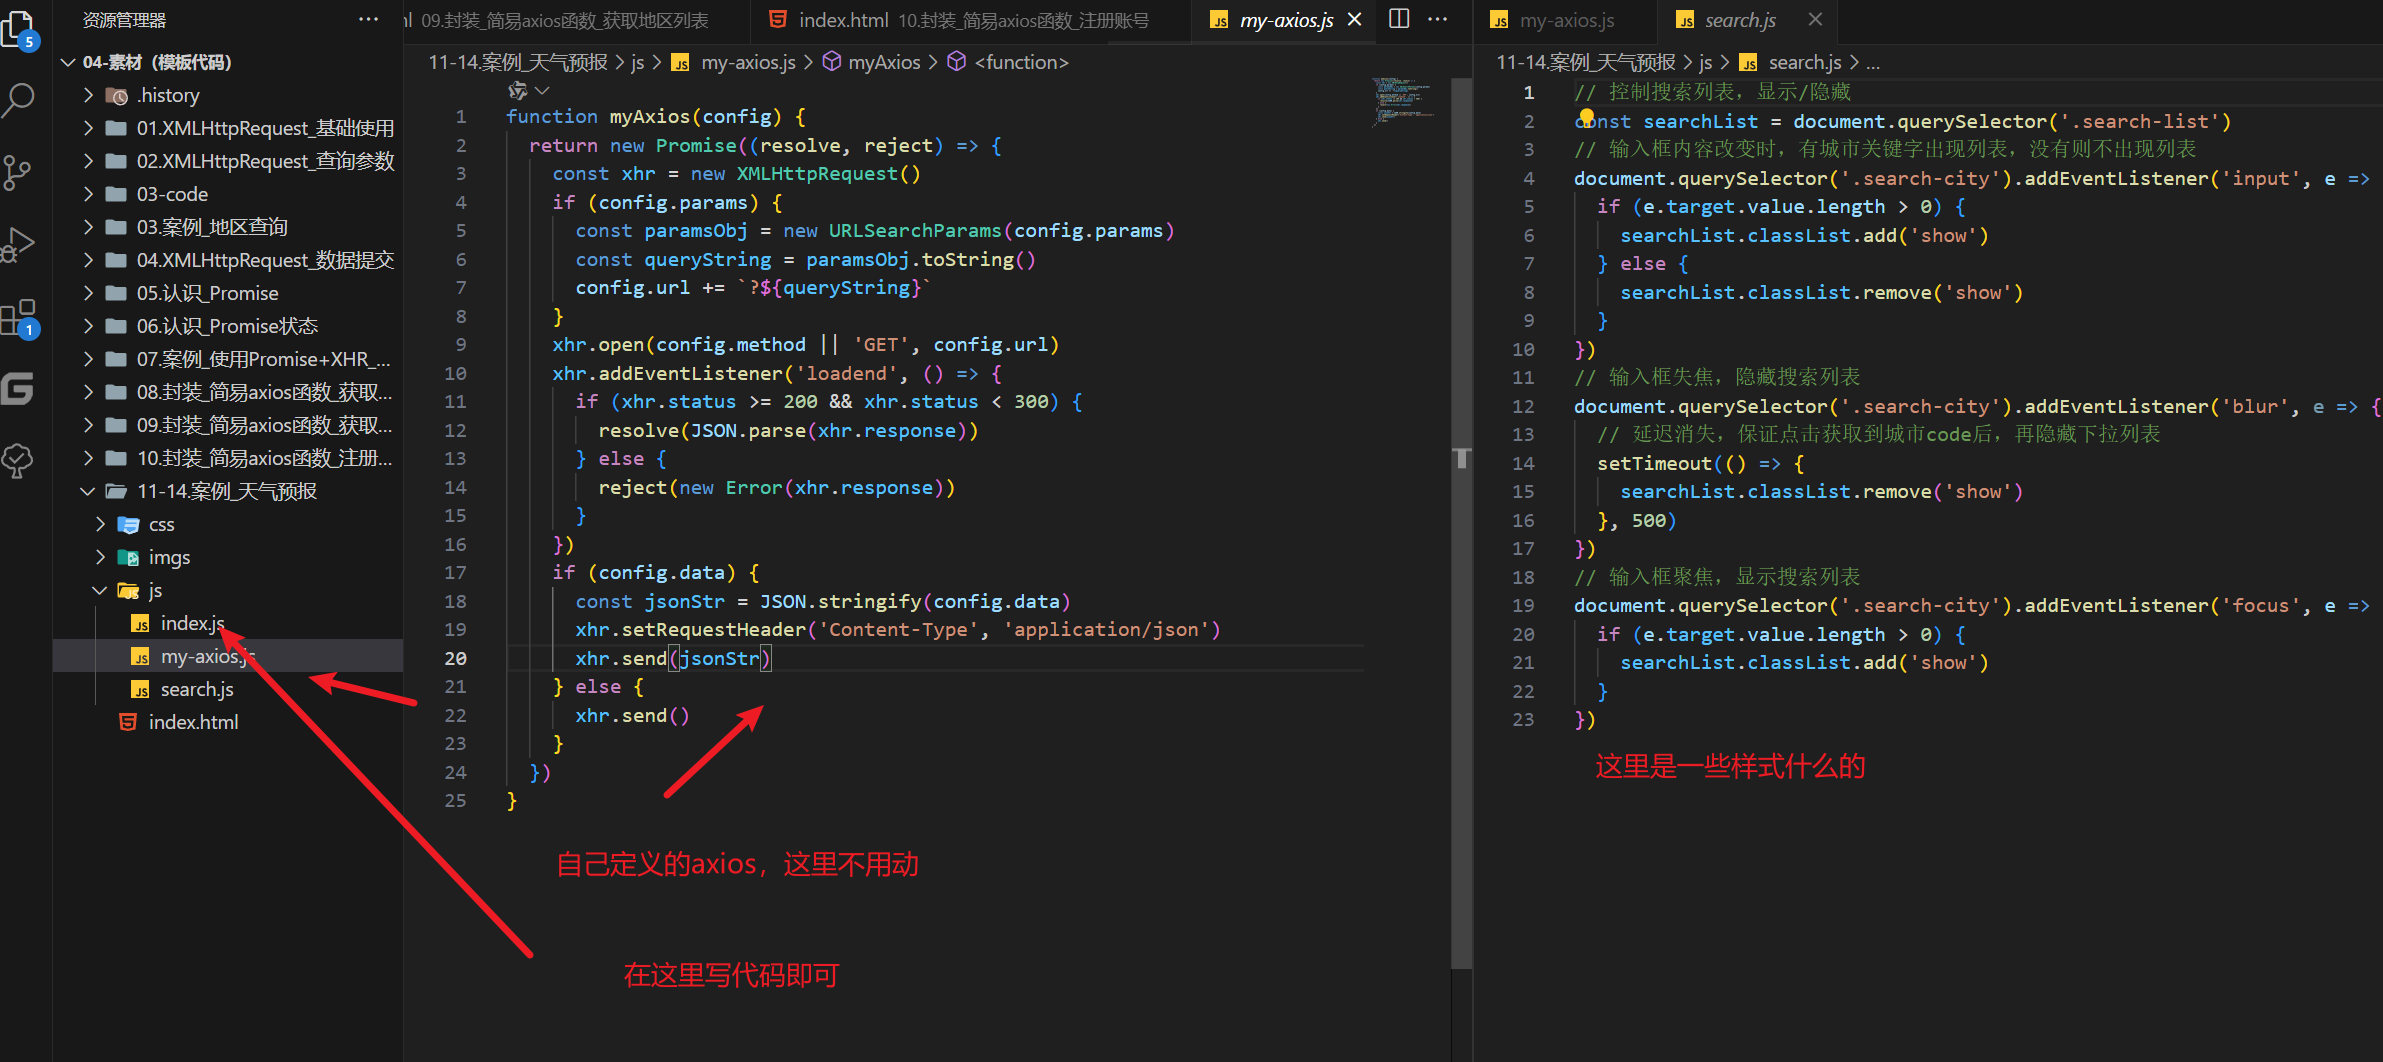 资源管理器 ···
5
04-素材（模板代码）
.history
01.XMLHttpRequest_基础使用
02.XMLHttpRequest_查询参数
03-code
03.案例_地区查询
04.XMLHttpRequest_数据提交
05.认识_Promise
06.认识_Promise状态
07.案例_使用Promise+XHR_...
08.封装_简易axios函数_获取...
09.封装_简易axios函数_获取...
10.封装_简易axios函数_注册...
11-14.案例_天气预报
css
imgs
js
JS index.js
JS my-axios.js
JS search.js
index.html
1
nl 09.封装_简易axios函数_获取地区列表
index.html 10.封装_简易axios函数_注册账号
JS my-axios.js
···
11-14.案例_天气预报 > js > JS my-axios.js > myAxios > <function>
1 function myAxios(config) {
2 return new Promise((resolve, reject) => {
3 const xhr = new XMLHttpRequest()
4 if (config.params) {
5 const paramsObj = new URLSearchParams(config.params)
6 const queryString = paramsObj.toString()
7 config.url += `?${queryString}`
8 }
9 xhr.open(config.method || 'GET', config.url)
10 xhr.addEventListener('loadend', () => {
11 if (xhr.status >= 200 && xhr.status < 300) {
12 resolve(JSON.parse(xhr.response))
13 } else {
14 reject(new Error(xhr.response))
15 }
16 })
17 if (config.data) {
18 const jsonStr = JSON.stringify(config.data)
19 xhr.setRequestHeader('Content-Type', 'application/json')
20 xhr.send(jsonStr)
21 } else {
22 xhr.send()
23 }
24 })
25 }
自己定义的axios，这里不用动
在这里写代码即可
JS my-axios.js
JS search.js
11-14.案例_天气预报 > js > JS search.js > ...
1 // 控制搜索列表，显示/隐藏
2 const searchList = document.querySelector('.search-list')
3 // 输入框内容改变时，有城市关键字出现列表，没有则不出现列表
4 document.querySelector('.search-city').addEventListener('input', e =>
5 if (e.target.value.length > 0) {
6 searchList.classList.add('show')
7 } else {
8 searchList.classList.remove('show')
9 }
10 })
11 // 输入框失焦，隐藏搜索列表
12 document.querySelector('.search-city').addEventListener('blur', e => {
13 // 延迟消失，保证点击获取到城市code后，再隐藏下拉列表
14 setTimeout(() => {
15 searchList.classList.remove('show')
16 }, 500)
17 })
18 // 输入框聚焦，显示搜索列表
19 document.querySelector('.search-city').addEventListener('focus', e =>
20 if (e.target.value.length > 0) {
21 searchList.classList.add('show')
22 }
23 })
这里是一些样式什么的